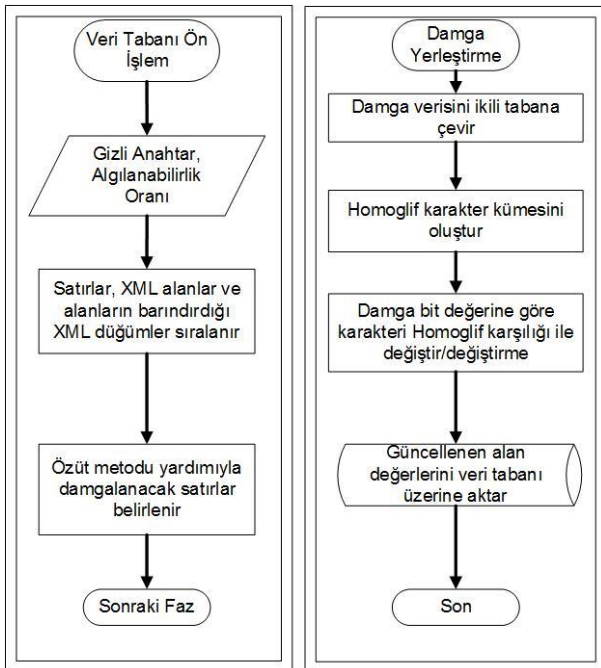 Veri Tabanı Ön
İşlem
Gizli Anahtar,
Algılanabilirlik
Oranı
Satırlar, XML alanlar ve
alanların barındırdığı
XML düğümler sıralanır
Özüt metodu yardımıyla
damgalanacak satırlar
belirlenir
Sonraki Faz
Damga
Yerleştirme
Damga verisini ikili tabana
çevir
Homoglif karakter kümesini
oluştur
Damga bit değerine göre
karakteri Homoglif karşılığı ile
değiştir/değiştirme
Güncellenen alan
değerlerini veri tabanı
üzerine aktar
Son